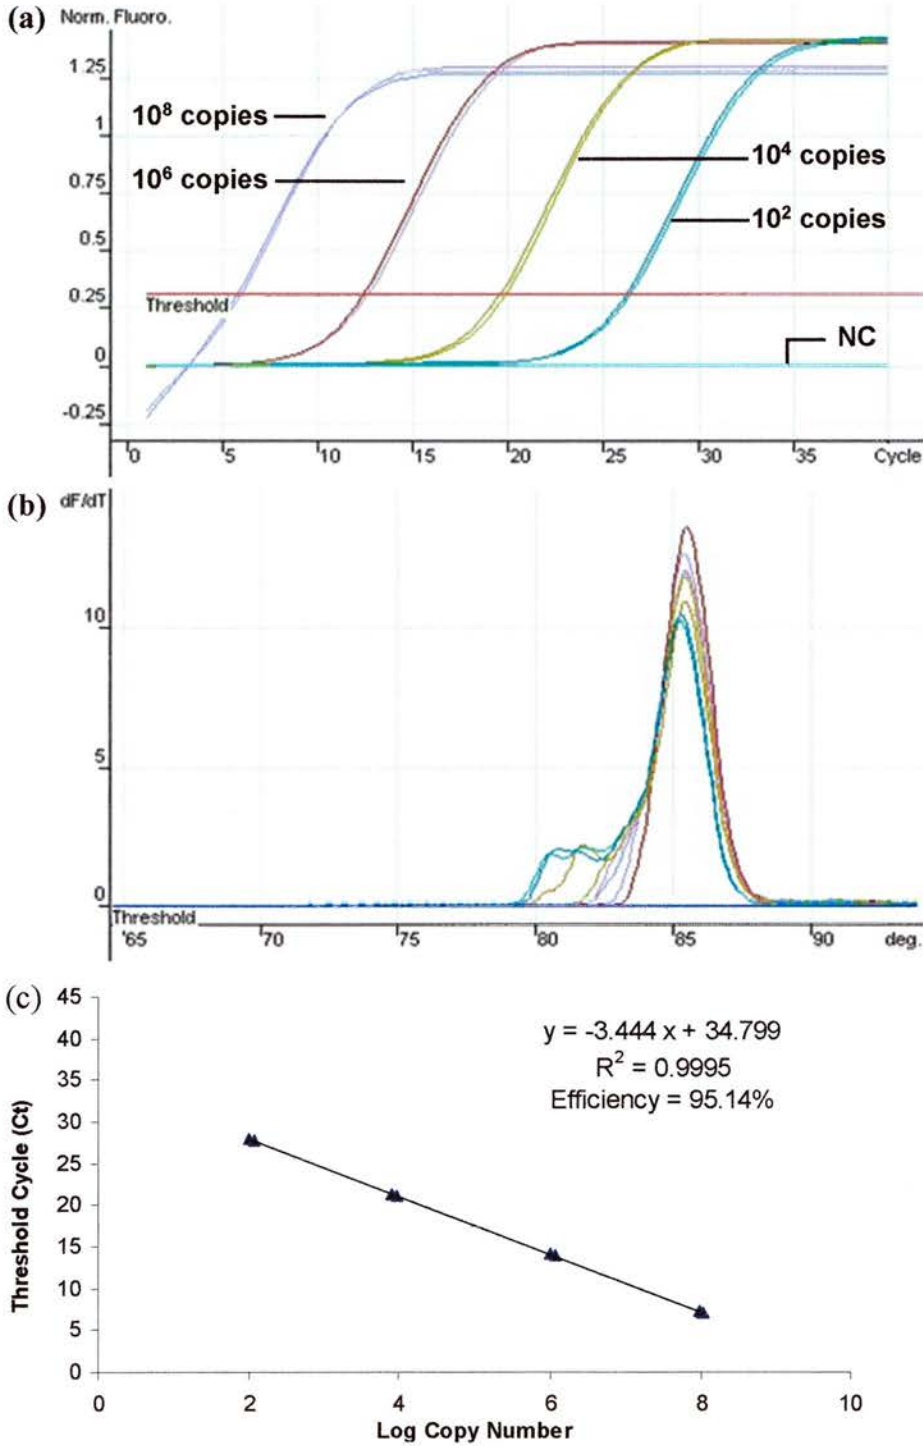 (a) Norm. Fluoro.
1.25
10⁸ copies
1
10⁶ copies
10⁴ copies
0.75
10² copies
0.5
0.25
Threshold
NC
0
-0.25
0 5 10 15 20 25 30 35 Cycle
(b) dF/dT
10
5
0
Threshold
'65 70 75 80 85 90 deg.
(c)
45
40
35
30
25
20
15
10
5
0
Threshold Cycle (Ct)
y = -3.444 x + 34.799
R² = 0.9995
Efficiency = 95.14%
0 2 4 6 8 10
Log Copy Number